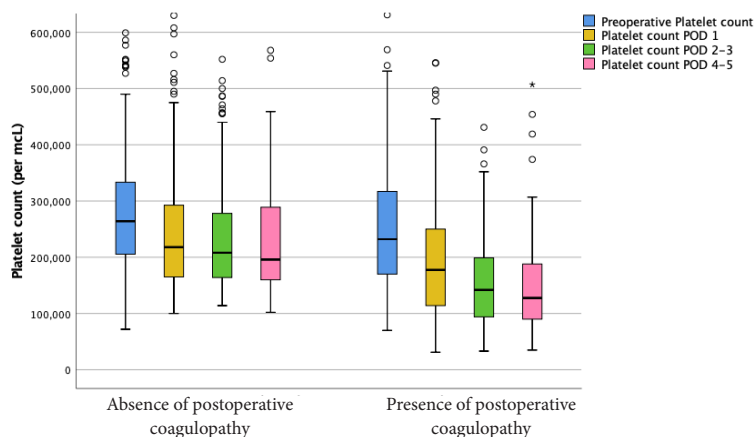 Preoperative Platelet count
Platelet count POD 1
Platelet count POD 2–3
Platelet count POD 4–5
Platelet count (per mcL)
600,000
500,000
400,000
300,000
200,000
100,000
0
Absence of postoperative
coagulopathy
Presence of postoperative
coagulopathy